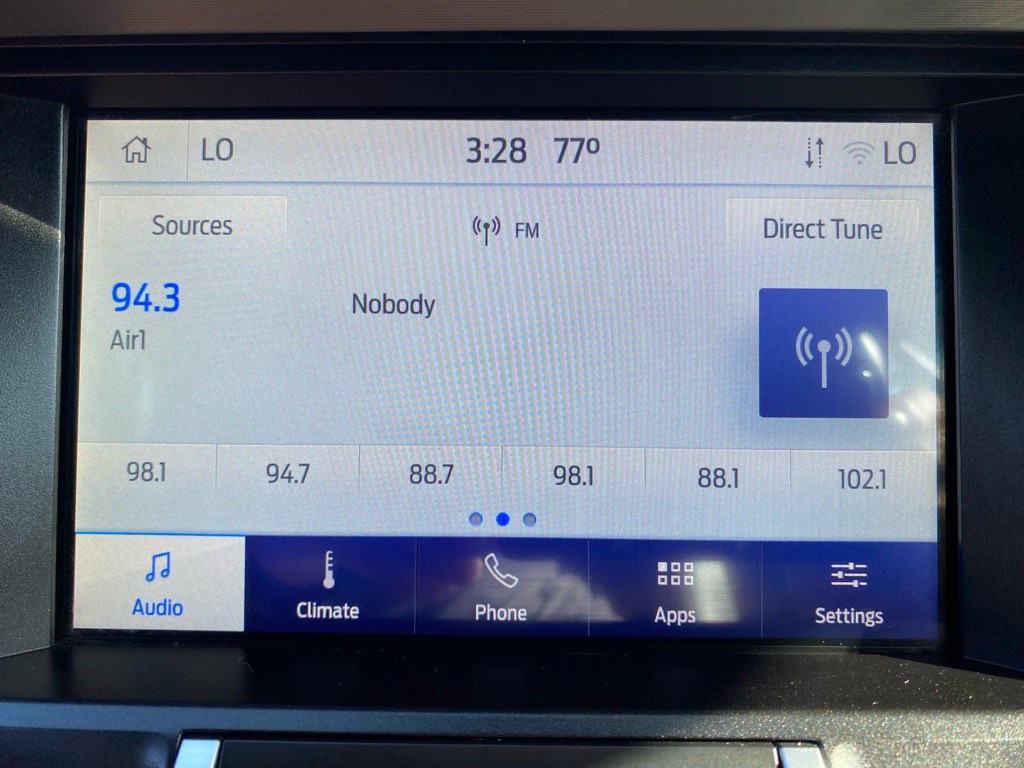 LO 3:28 77º LO
Sources FM Direct Tune
94.3 Nobody
Air1
98.1 94.7 88.7 98.1 88.1 102.1
Audio Climate Phone Apps Settings